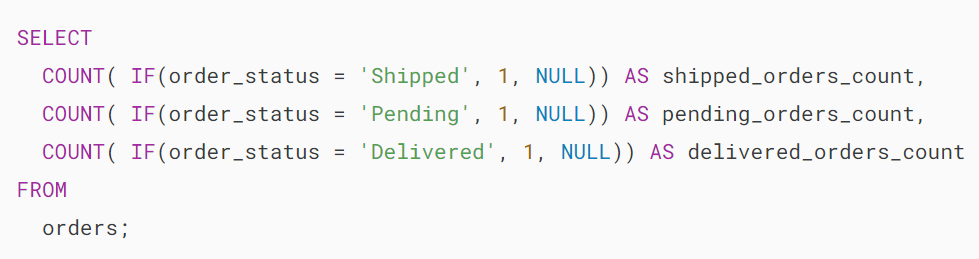 SELECT
  COUNT( IF(order_status = 'Shipped', 1, NULL)) AS shipped_orders_count,
  COUNT( IF(order_status = 'Pending', 1, NULL)) AS pending_orders_count,
  COUNT( IF(order_status = 'Delivered', 1, NULL)) AS delivered_orders_count
FROM
  orders;